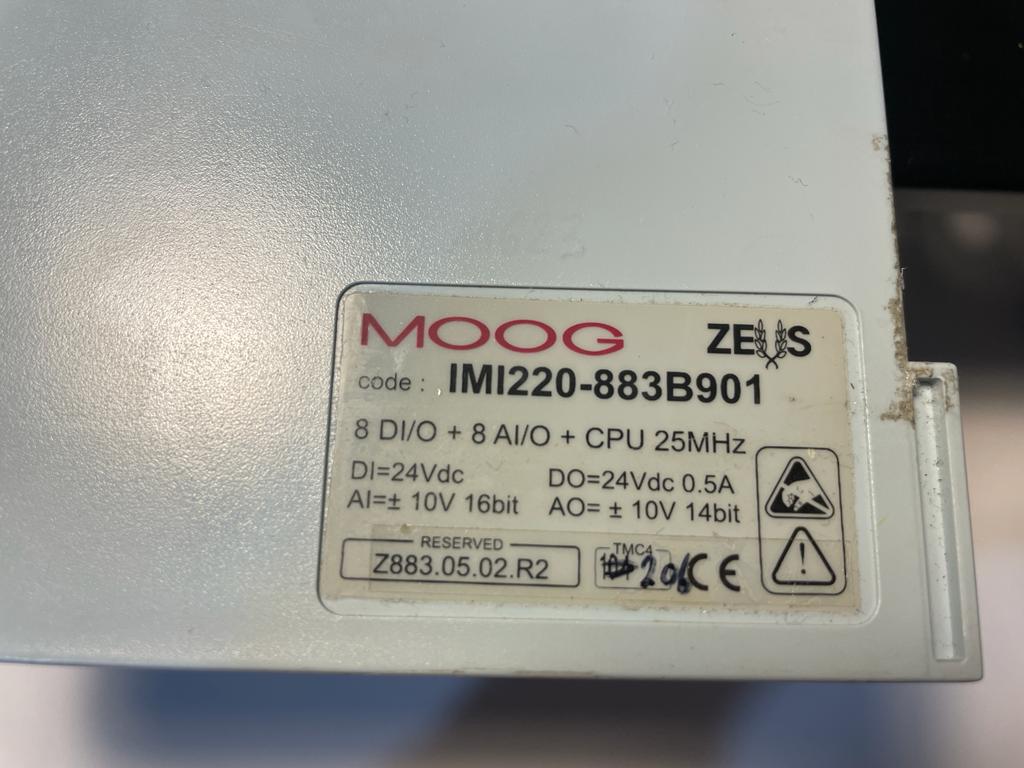 MOOG ZEUS
code : IMI220-883B901
8 DI/O + 8 AI/O + CPU 25MHz
DI=24Vdc DO=24Vdc 0.5A
AI=± 10V 16bit AO= ± 10V 14bit
RESERVED
Z883.05.02.R2
TMC4
206
CE